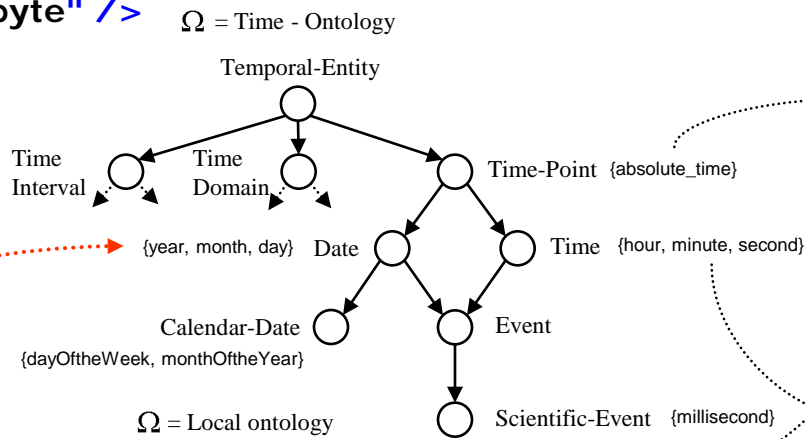 byte" />
Ω = Time - Ontology
Temporal-Entity
Time
Interval
Time
Domain
Time-Point {absolute_time}
{year, month, day} Date
Time {hour, minute, second}
Calendar-Date
{dayOftheWeek, monthOftheYear}
Event
Ω = Local ontology
Scientific-Event {millisecond}